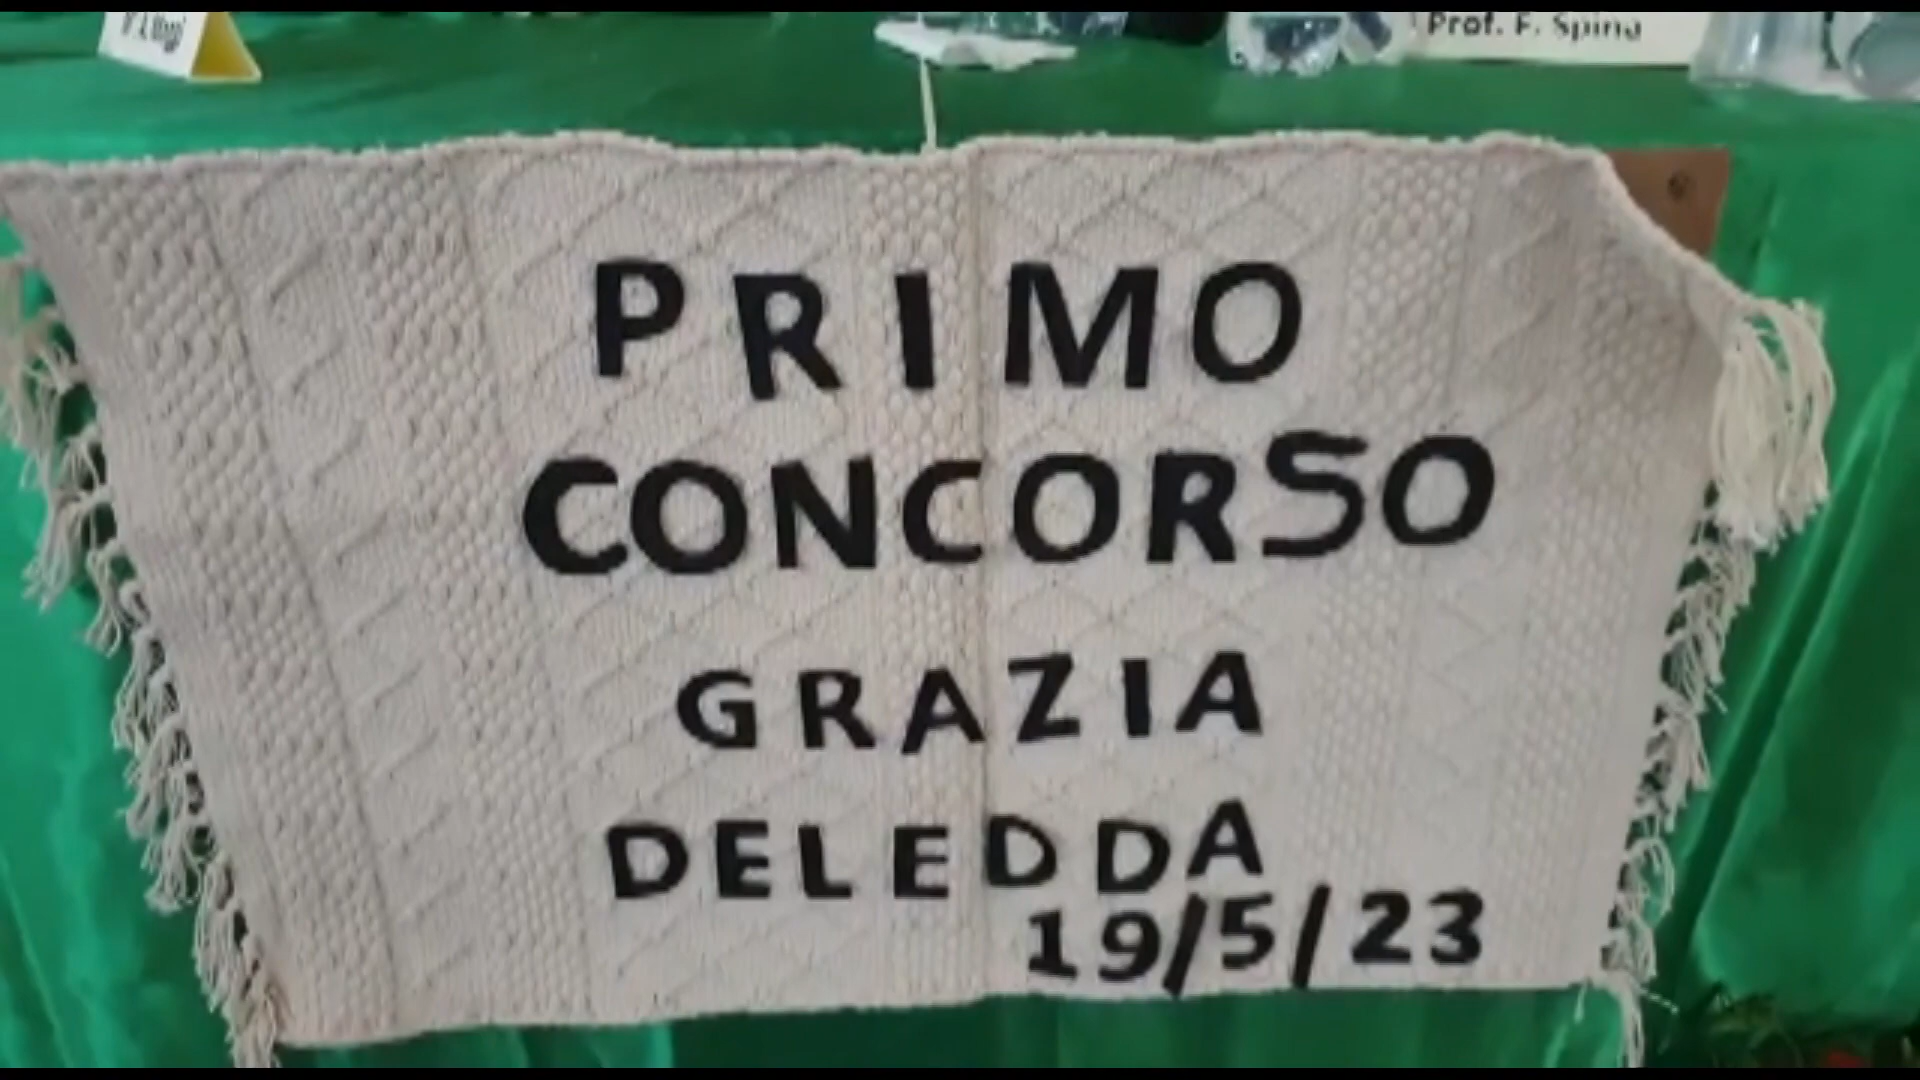 Prof. F. Spina
PRIMO
CONCORSO
GRAZIA
DELEDDA
19/5/23